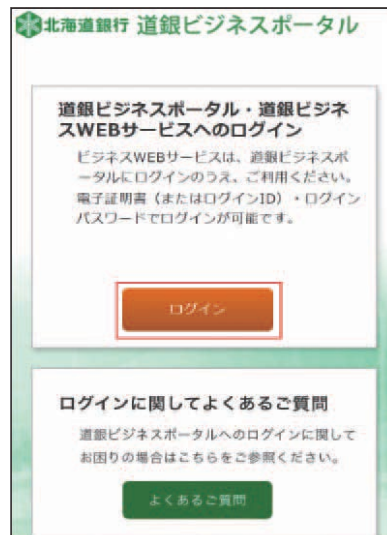 北海道銀行 道銀ビジネスポータル
道銀ビジネスポータル・道銀ビジネ
スWEBサービスへのログイン
ビジネスWEBサービスは、道銀ビジネスポ
ータルにログインのうえ、ご利用ください。
電子証明書（またはログインID）・ログイン
パスワードでログインが可能です。
ログイン
ログインに関してよくあるご質問
道銀ビジネスポータルへのログインに関して
お困りの場合はこちらをご参照ください。
よくあるご質問